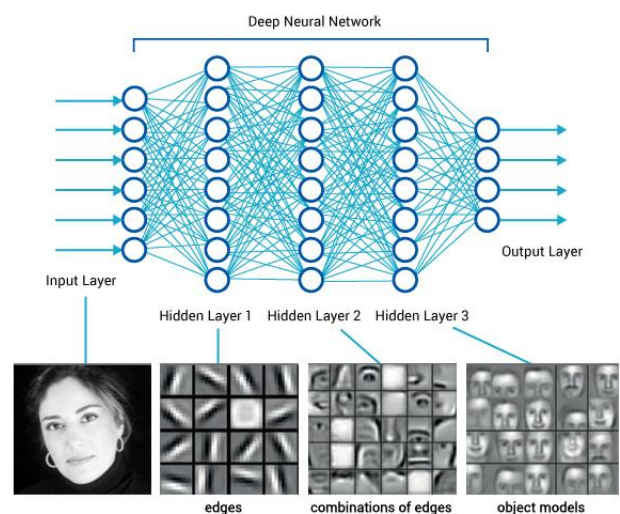 Deep Neural Network
Input Layer
Output Layer
Hidden Layer 1
Hidden Layer 2
Hidden Layer 3
edges
combinations of edges
object models